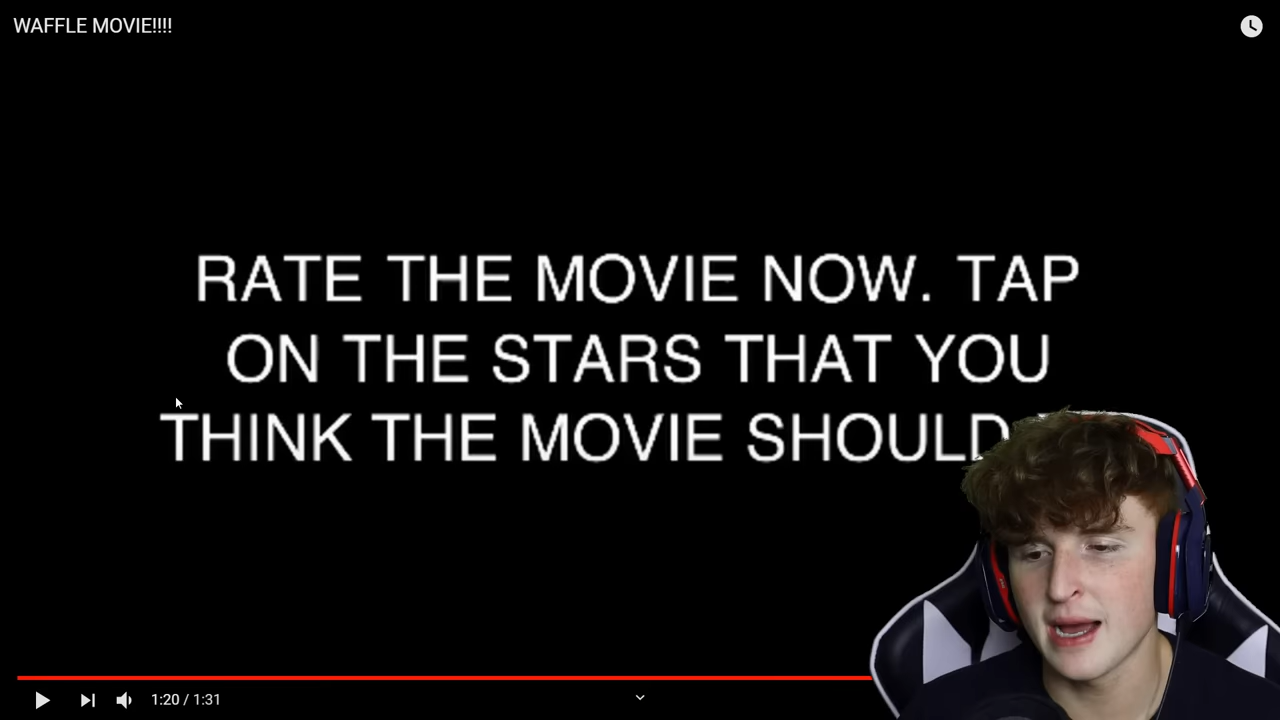 WAFFLE MOVIE!!!!
RATE THE MOVIE NOW. TAP
ON THE STARS THAT YOU
THINK THE MOVIE SHOULD
1:20 / 1:31